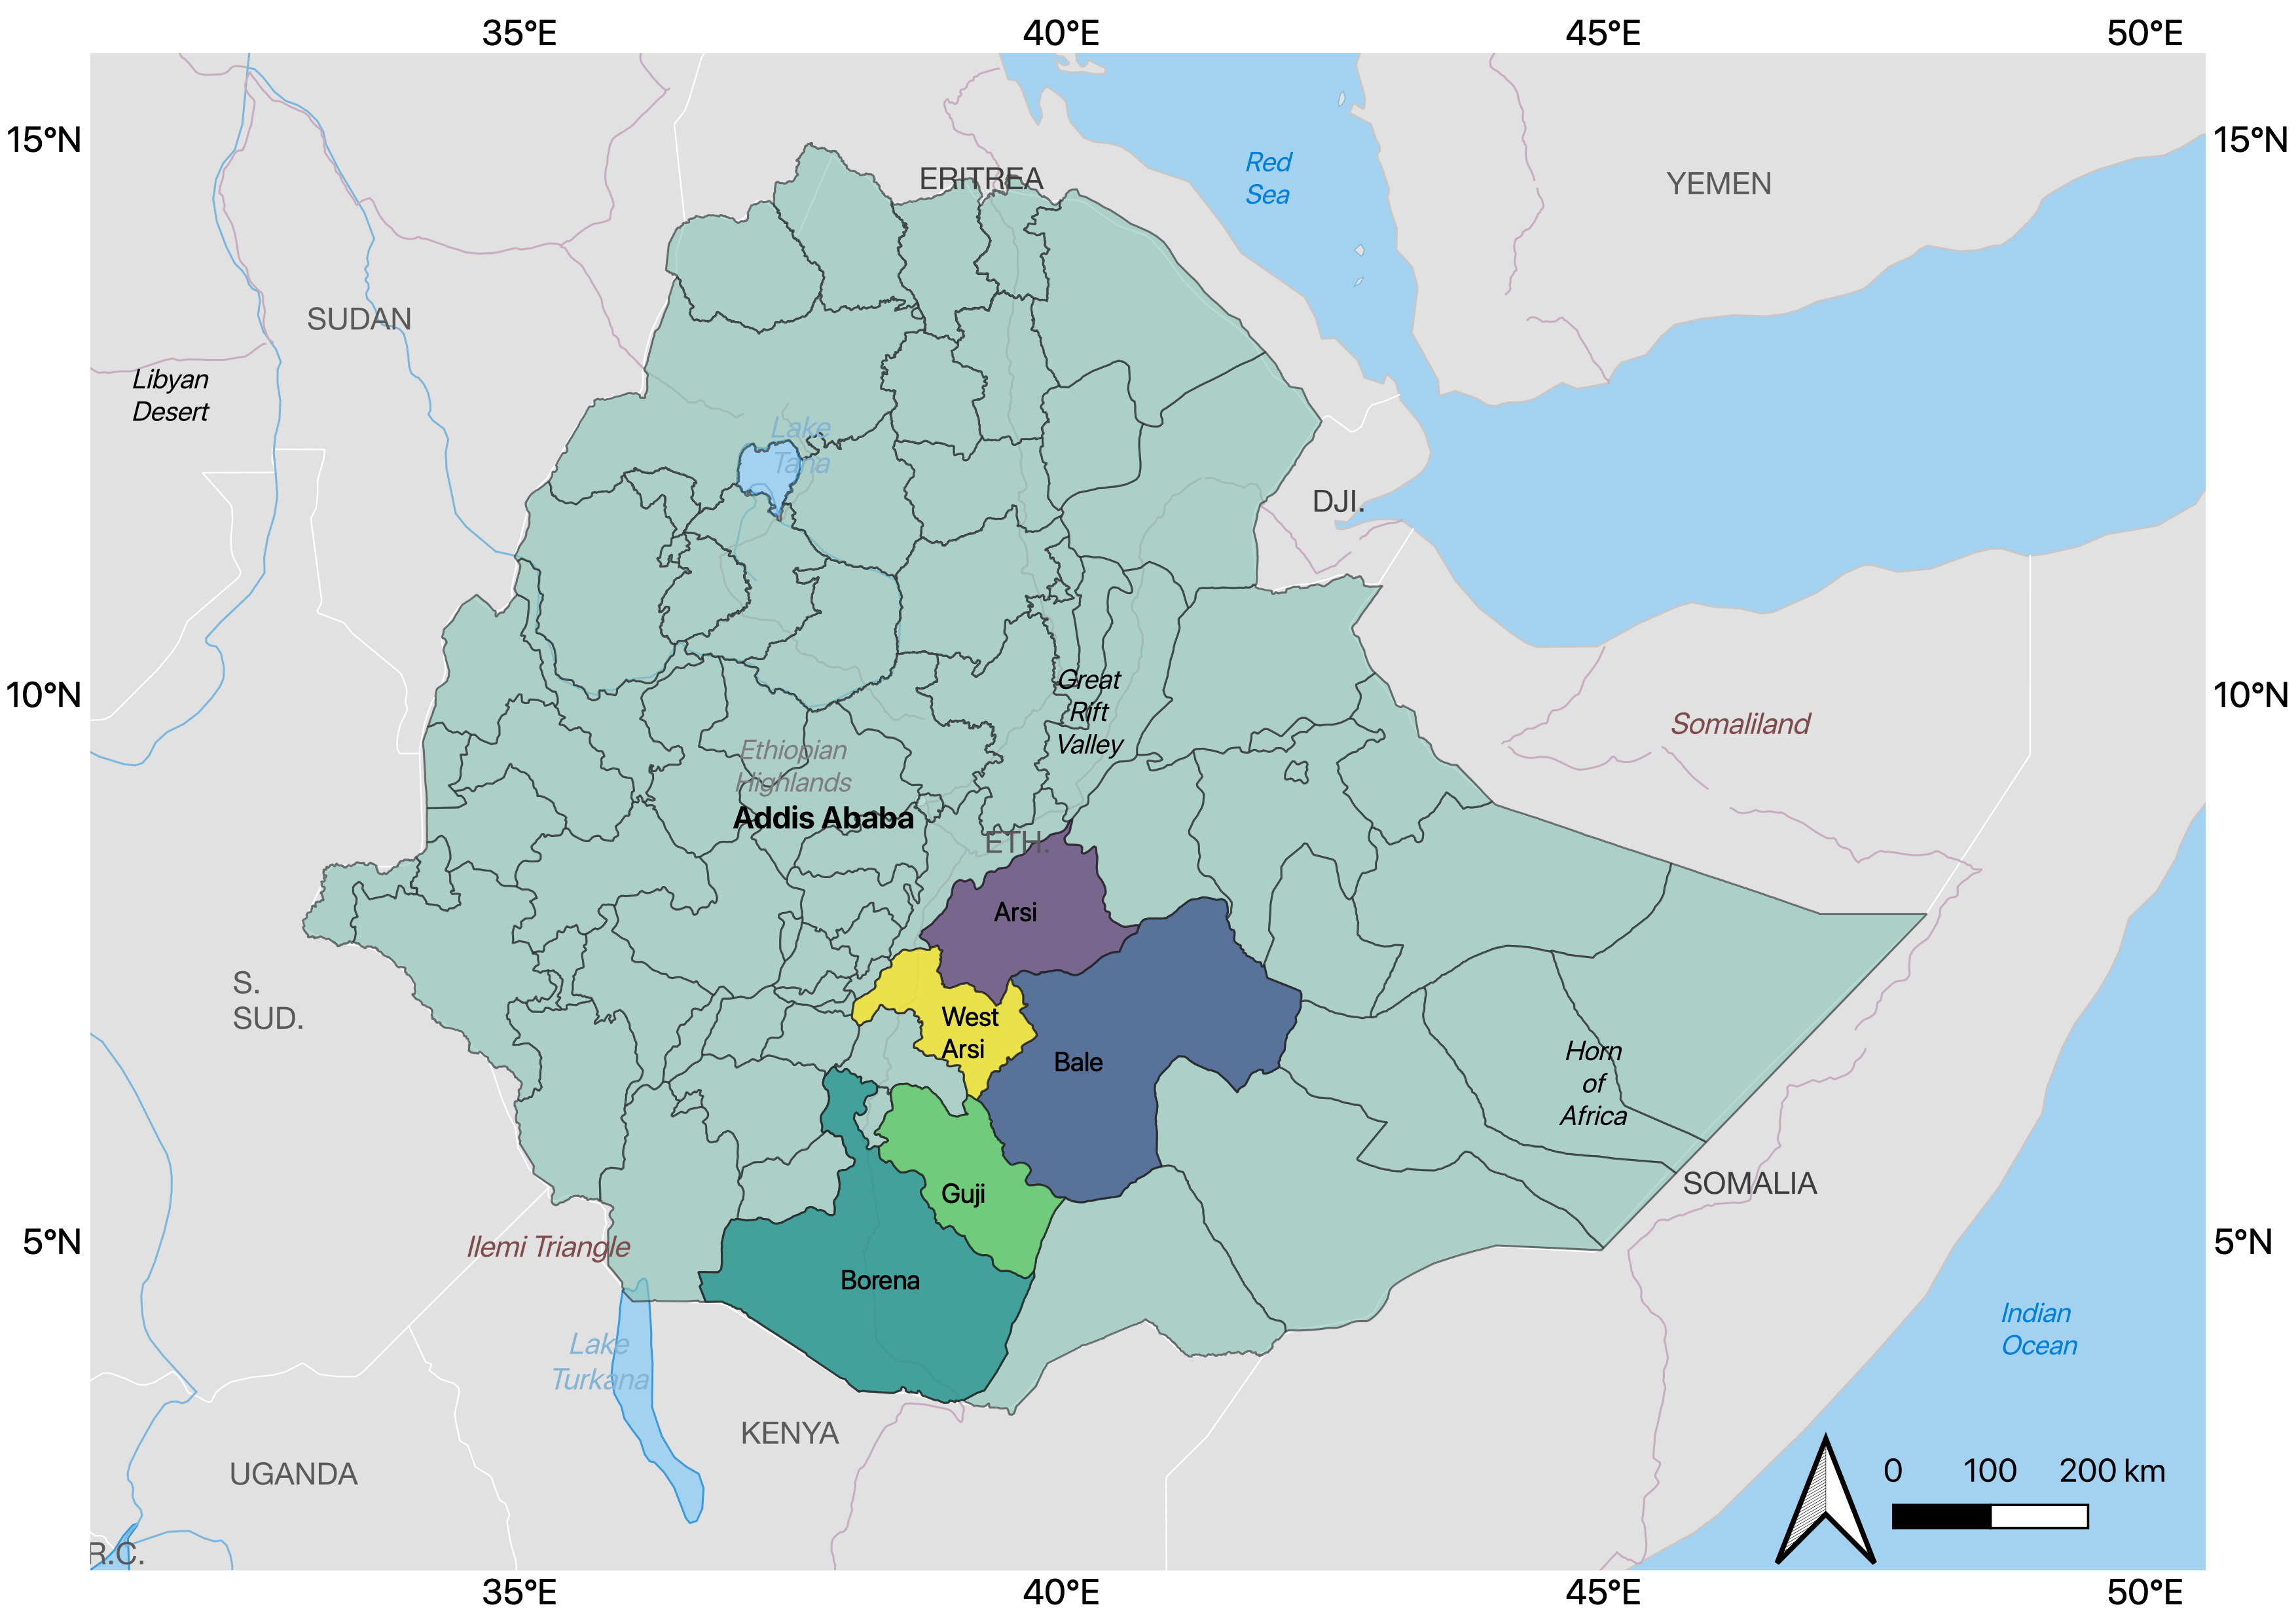 35°E 40°E 45°E 50°E
15°N
15°N
ERITREA
Red
Sea
YEMEN
SUDAN
Libyan
Desert
Lake
Tana
DJI.
10°N
10°N
Great
Rift
Valley
Somaliland
Ethiopian
Highlands
Addis Ababa
ETH.
Arsi
S.
SUD.
West
Arsi
Bale
Horn
of
Africa
SOMALIA
Guji
5°N
5°N
Ilemi Triangle
Borena
Indian
Ocean
Lake
Turkana
KENYA
UGANDA
0 100 200 km
R.C.
35°E 40°E 45°E 50°E